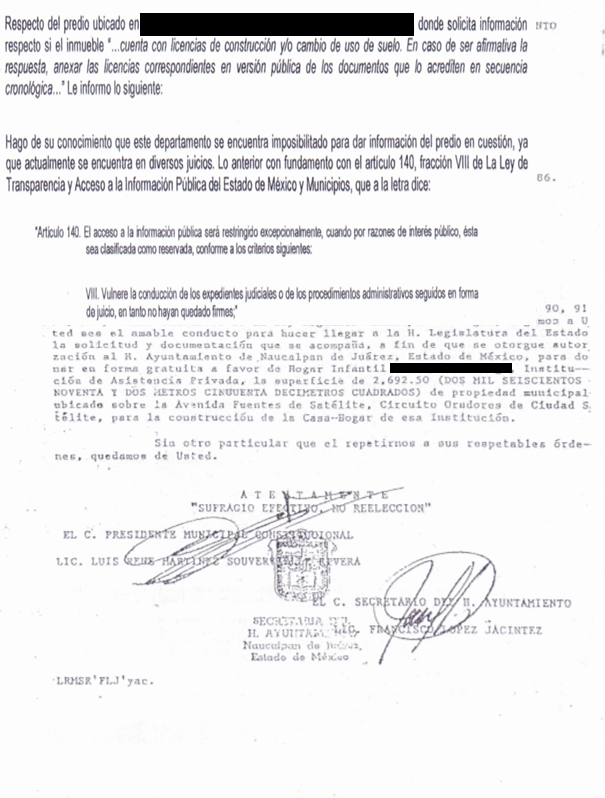 Respecto del predio ubicado en donde solicita información NTO
respecto si el inmueble "...cuenta con licencias de construcción y/o cambio de uso de suelo. En caso de ser afirmativa la
respuesta, anexar las licencias correspondientes en versión pública de los documentos que lo acrediten en secuencia
cronológica..." Le informo lo siguiente:
Hago de su conocimiento que este departamento se encuentra imposibilitado para dar información del predio en cuestión, ya
que actualmente se encuentra en diversos juicios. Lo anterior con fundamento con el artículo 140, fracción VIII de La Ley de
Transparencia y Acceso a la Información Pública del Estado de México y Municipios, que a la letra dice:
86.
"Artículo 140. El acceso a la información pública será restringido excepcionalmente, cuando por razones de interés público, ésta
sea clasificada como reservada, conforme a los criterios siguientes:
VIII. Vulnere la conducción de los expedientes judiciales o de los procedimientos administrativos seguidos en forma
de juicio, en tanto no hayan quedado firmes;" 90, 91
mos a U
ted sea el amable conducto para hacer llegar a la H. Legislatura del Estado
la solicitud y documentación que se acompaña, a fin de que se otorgue autor
zación al H. Ayuntamiento de Naucalpan de Juárez, Estado de México, para do
nar en forma gratuita a favor de Hogar Infantil , Institu-
ción de Asistencia Privada, la superficie de 2,692.50 (DOS MIL SEISCIENTOS
NOVENTA Y DOS METROS CINCUENTA DECIMETROS CUADRADOS) de propiedad municipal
ubicado sobre la Avenida Fuentes de Satélite, Circuito Oradores de Ciudad S
télite, para la construcción de la Casa-Hogar de esa Institución.
Sin otro particular que el repetirnos a sus respetables órde-
nes, quedamos de Usted.
A T E N T A M E N T E
"SUFRAGIO EFECTIVO, NO REELECCION"
EL C. PRESIDENTE MUNICIPAL CONSTITUCIONAL
LIC. LUIS RENE MARTINEZ SOUVERVILLE RIVERA
EL C. SECRETARIO DEL H. AYUNTAMIENTO
LIC. FRANCISCO LOPEZ JACINTEZ
SECRETARIA DEL
H. AYUNTAMIENTO
Naucalpan de Juárez,
Estado de México
LRMSR'FLJ'yac.